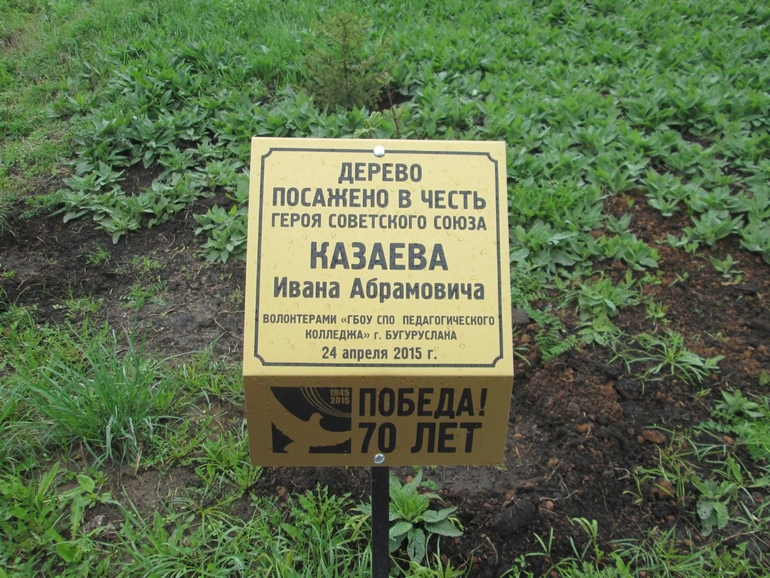 ДЕРЕВО
ПОСАЖЕНО В ЧЕСТЬ
ГЕРОЯ СОВЕТСКОГО СОЮЗА
КАЗАЕВА
Ивана Абрамовича
ВОЛОНТЕРАМИ «ГБОУ СПО ПЕДАГОГИЧЕСКОГО
КОЛЛЕДЖА» г. БУГУРУСЛАНА
24 апреля 2015 г.
1945
2015
ПОБЕДА!
70 ЛЕТ